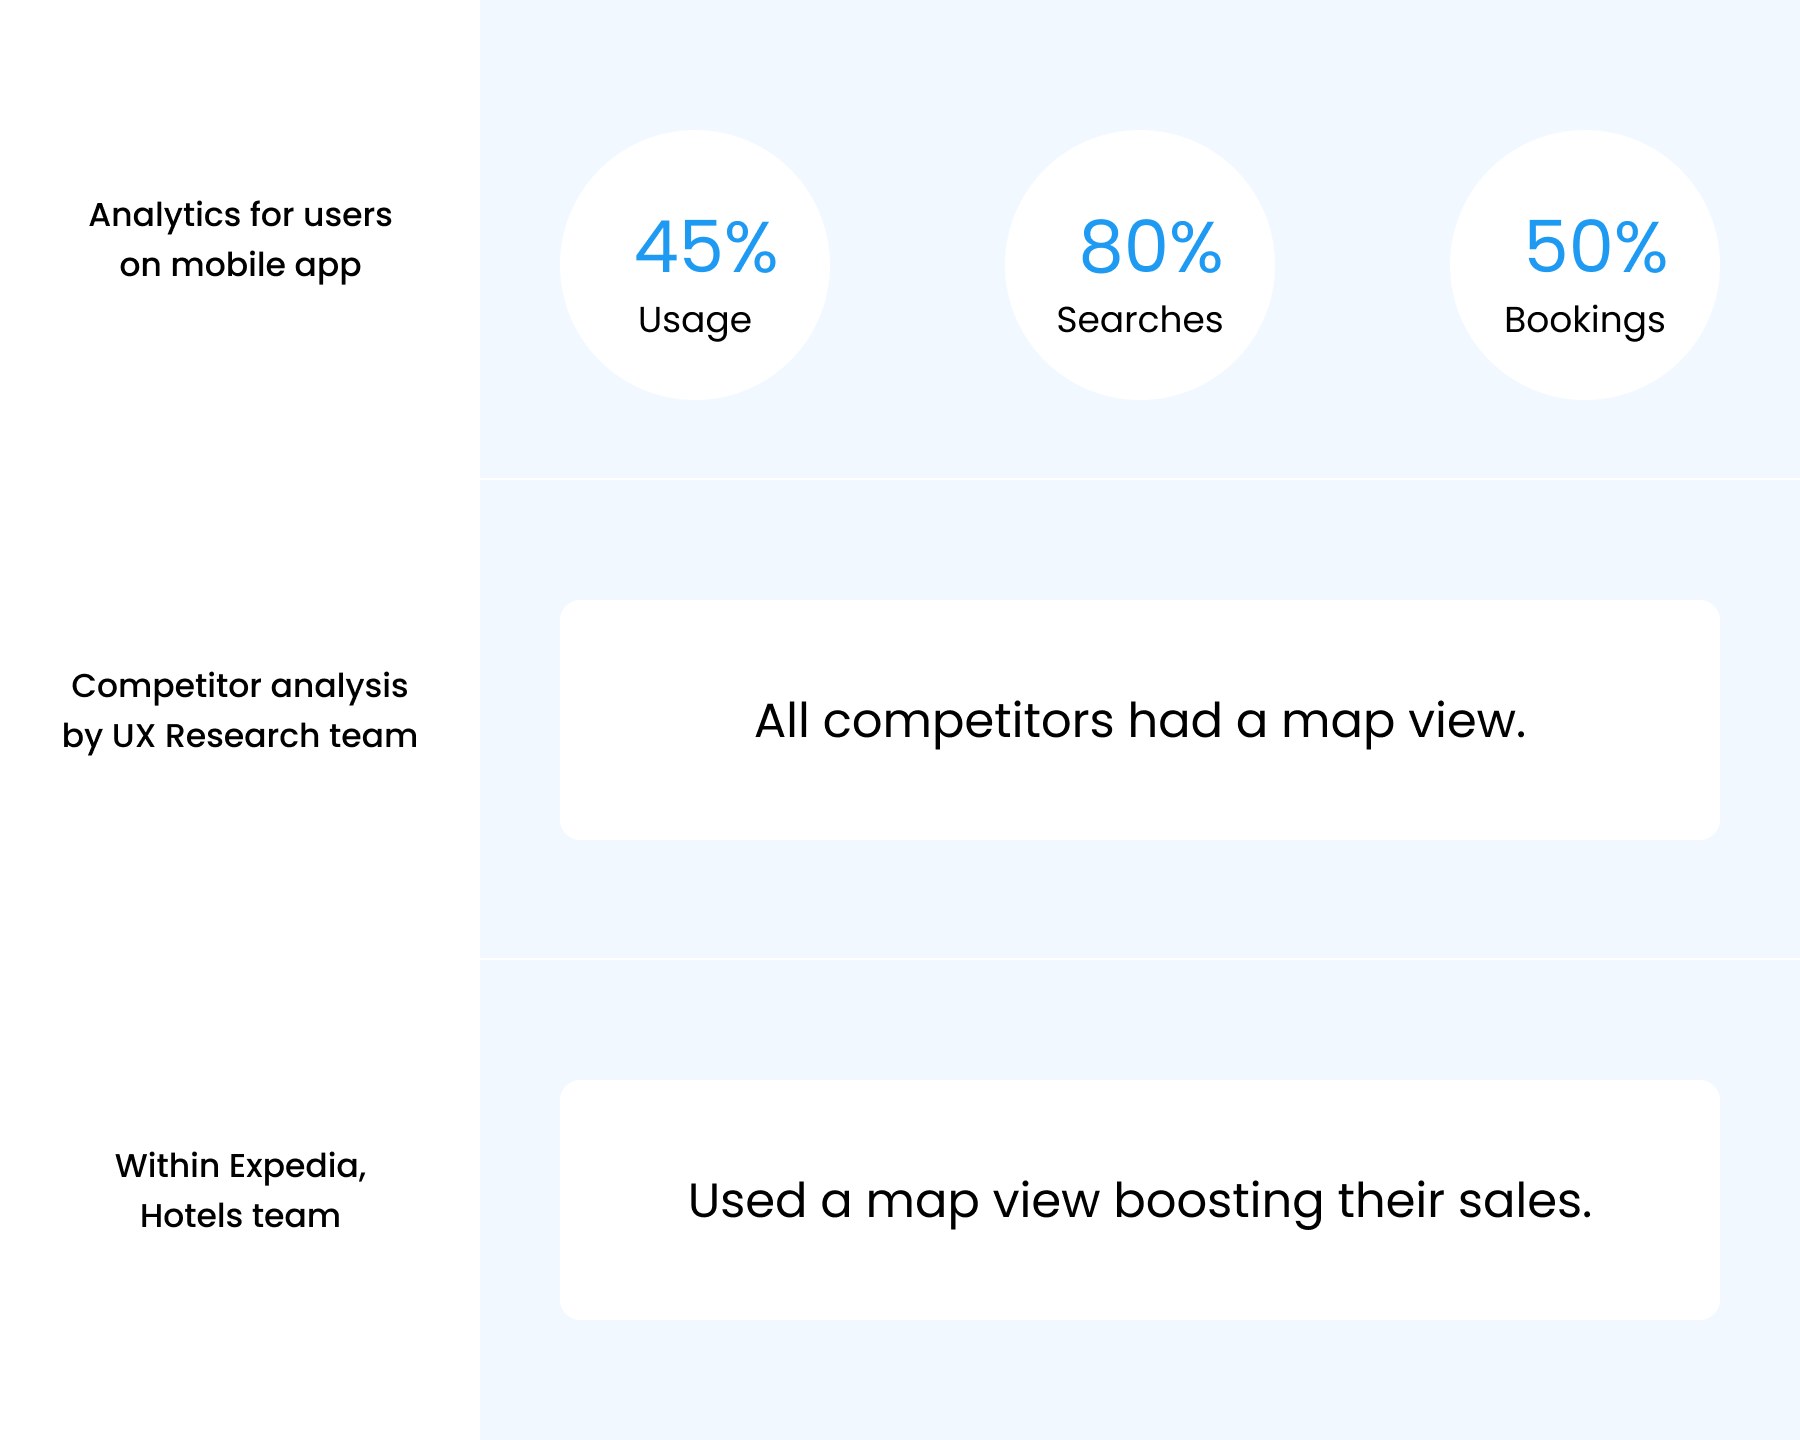 Analytics for users
on mobile app
45%
Usage
80%
Searches
50%
Bookings
Competitor analysis
by UX Research team
All competitors had a map view.
Within Expedia,
Hotels team
Used a map view boosting their sales.